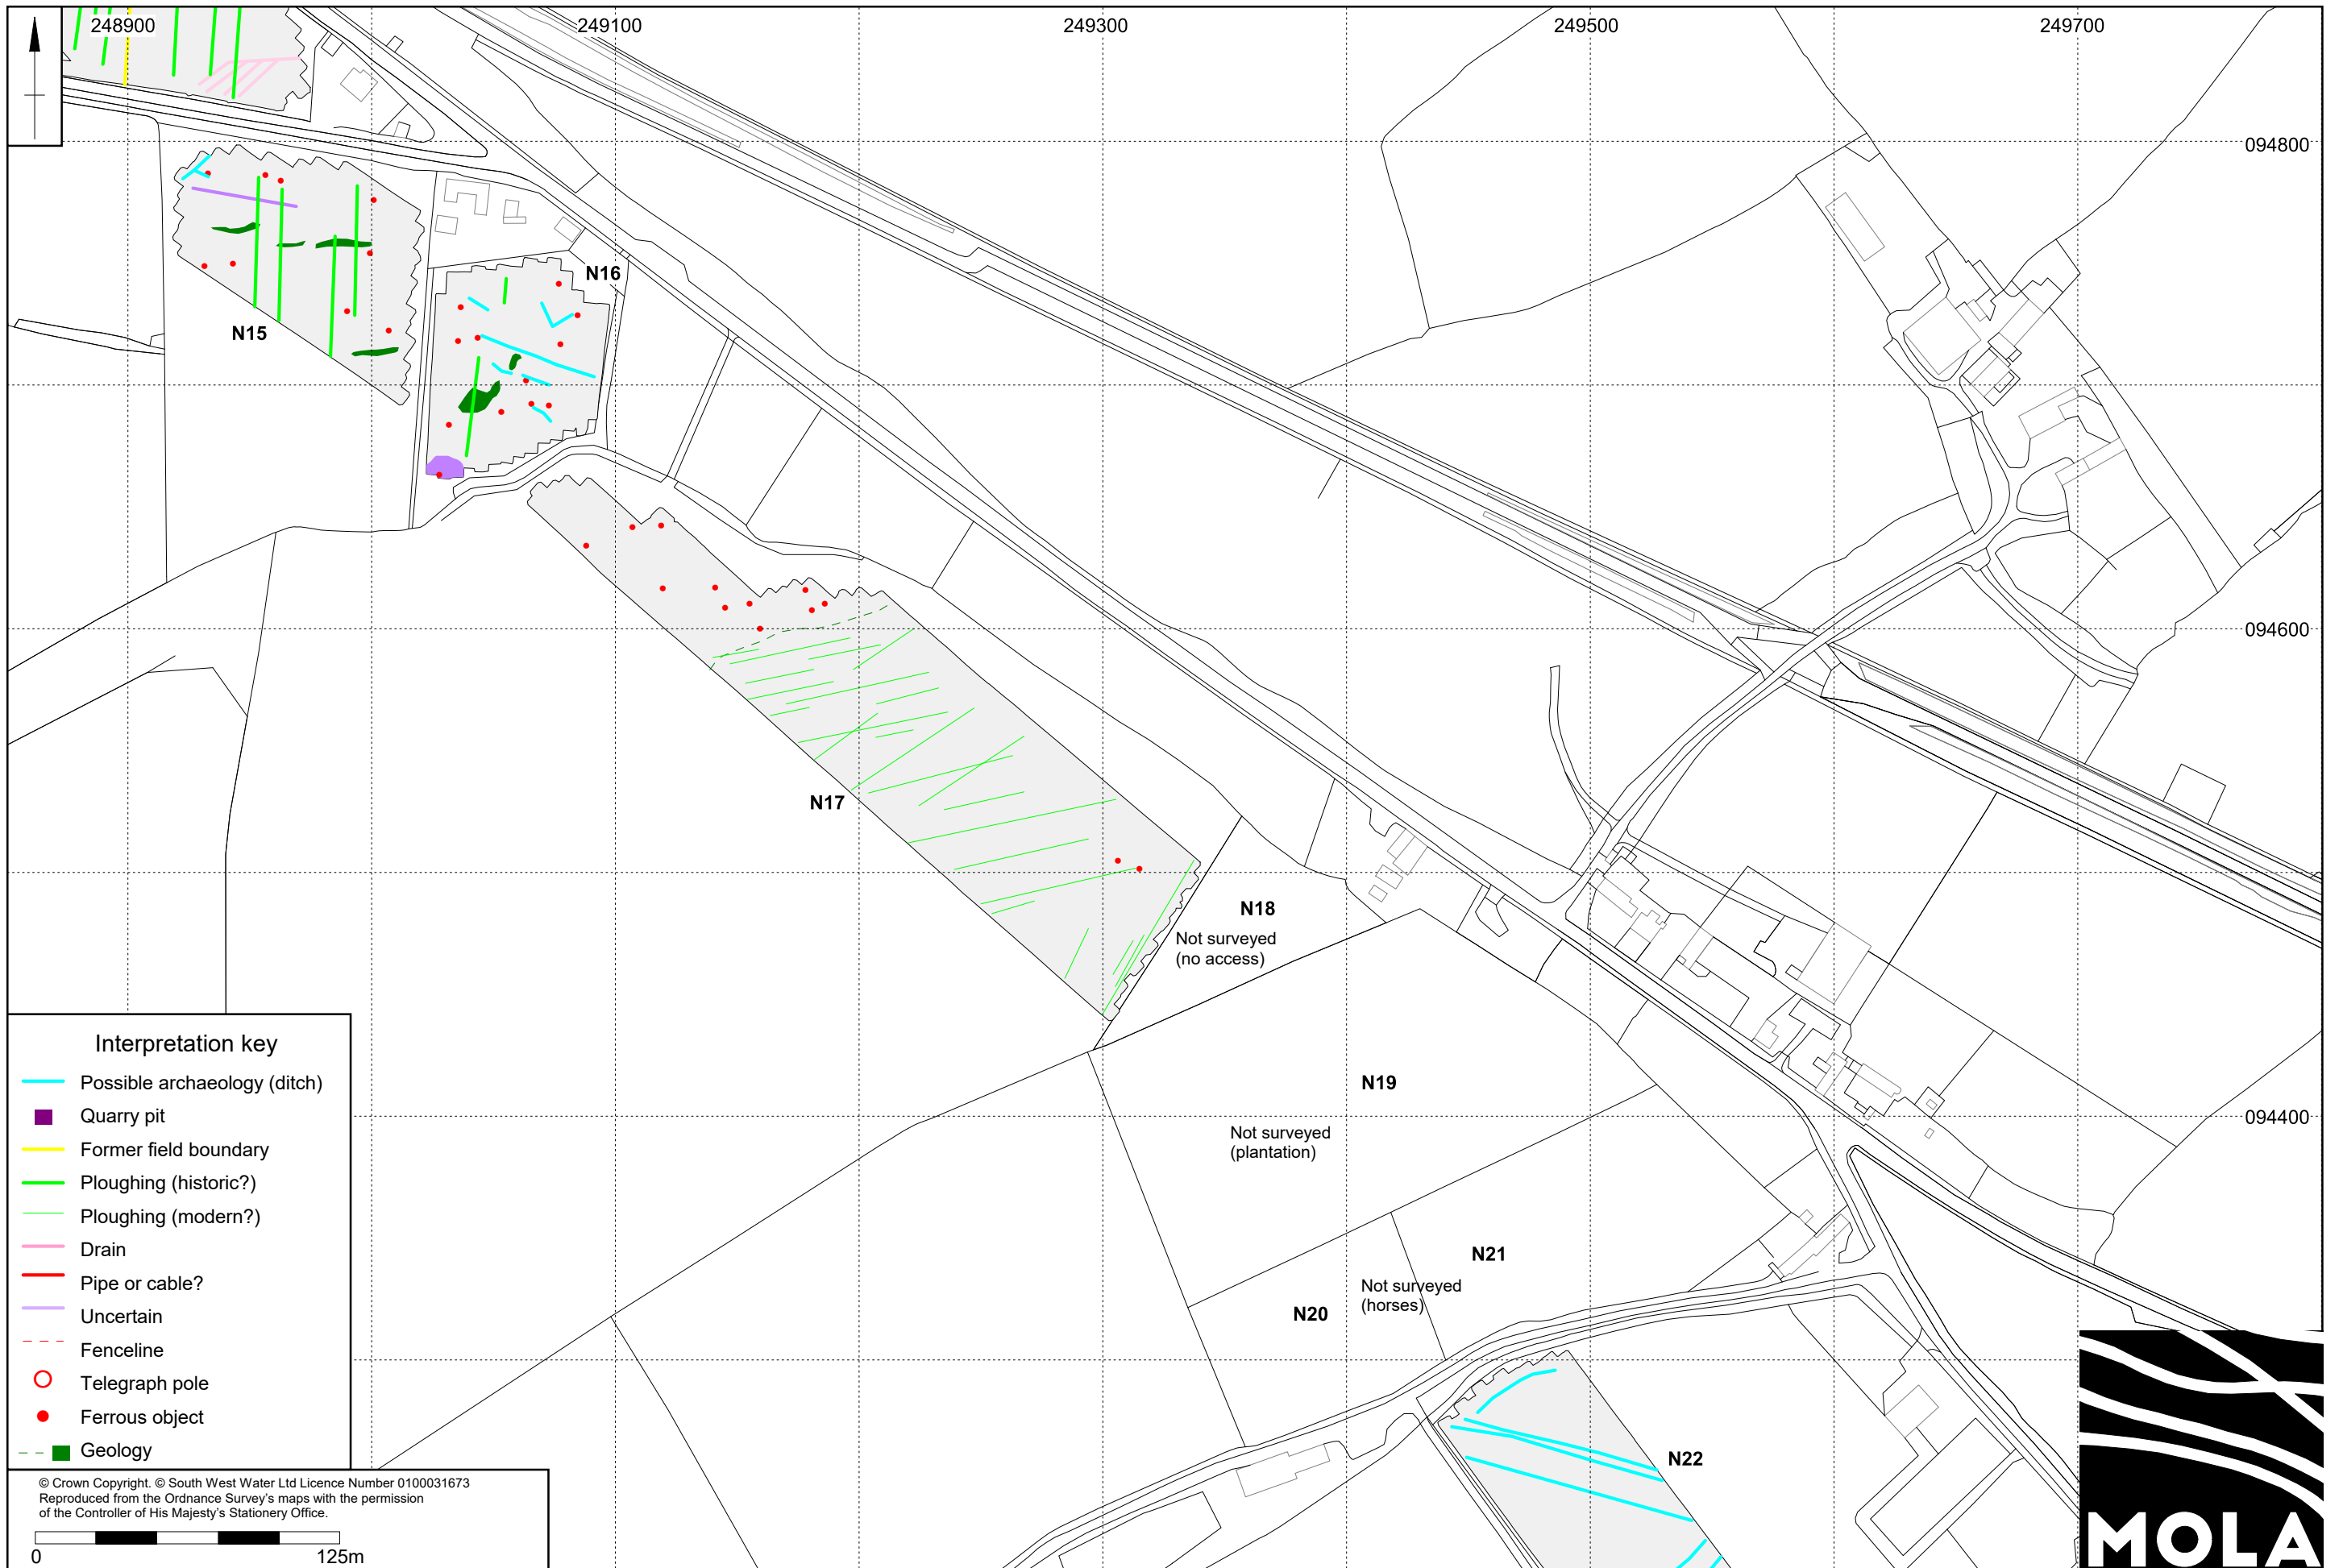 248900
249100
249300
249500
249700
094800
N16
N15
094600
N17
N18
Not surveyed
(no access)
N19
094400
Not surveyed
(plantation)
N21
Not surveyed
(horses)
N20
N22
Interpretation key
Possible archaeology (ditch)
Quarry pit
Former field boundary
Ploughing (historic?)
Ploughing (modern?)
Drain
Pipe or cable?
Uncertain
Fenceline
Telegraph pole
Ferrous object
Geology
© Crown Copyright. © South West Water Ltd Licence Number 0100031673
Reproduced from the Ordnance Survey's maps with the permission
of the Controller of His Majesty's Stationery Office.
0 125m
MOLA